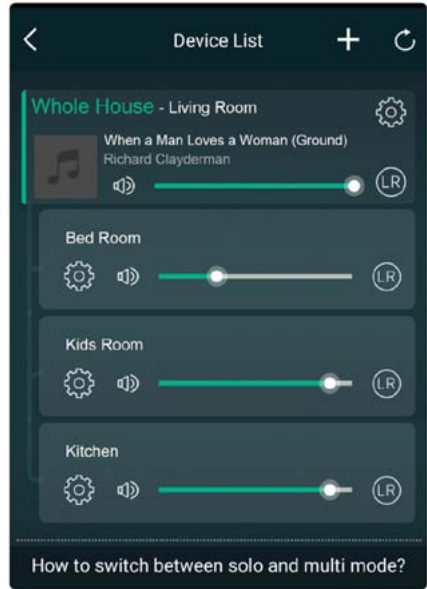 Device List
Whole House - Living Room
When a Man Loves a Woman (Ground)
Richard Clayderman
LR
Bed Room
LR
Kids Room
LR
Kitchen
LR
How to switch between solo and multi mode?